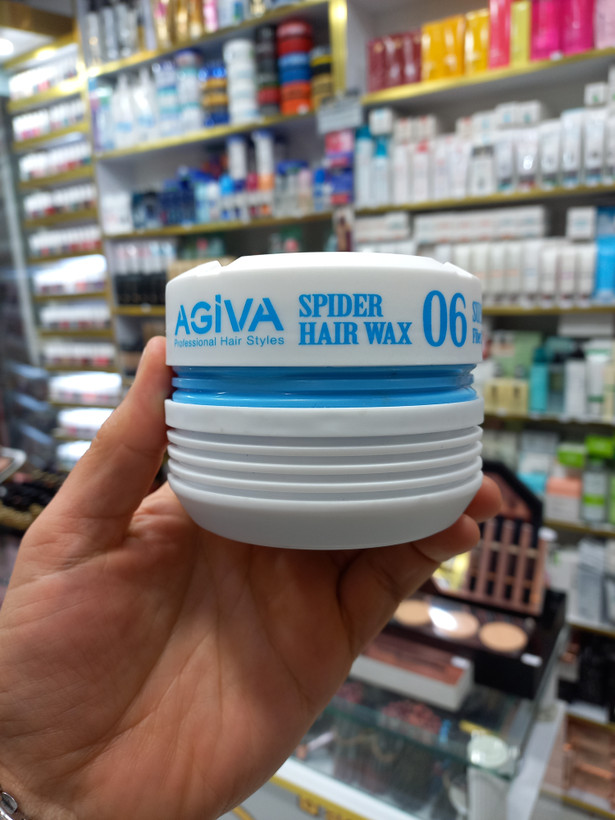 AGiVA
Professional Hair Styles
SPIDER
HAIR WAX
06